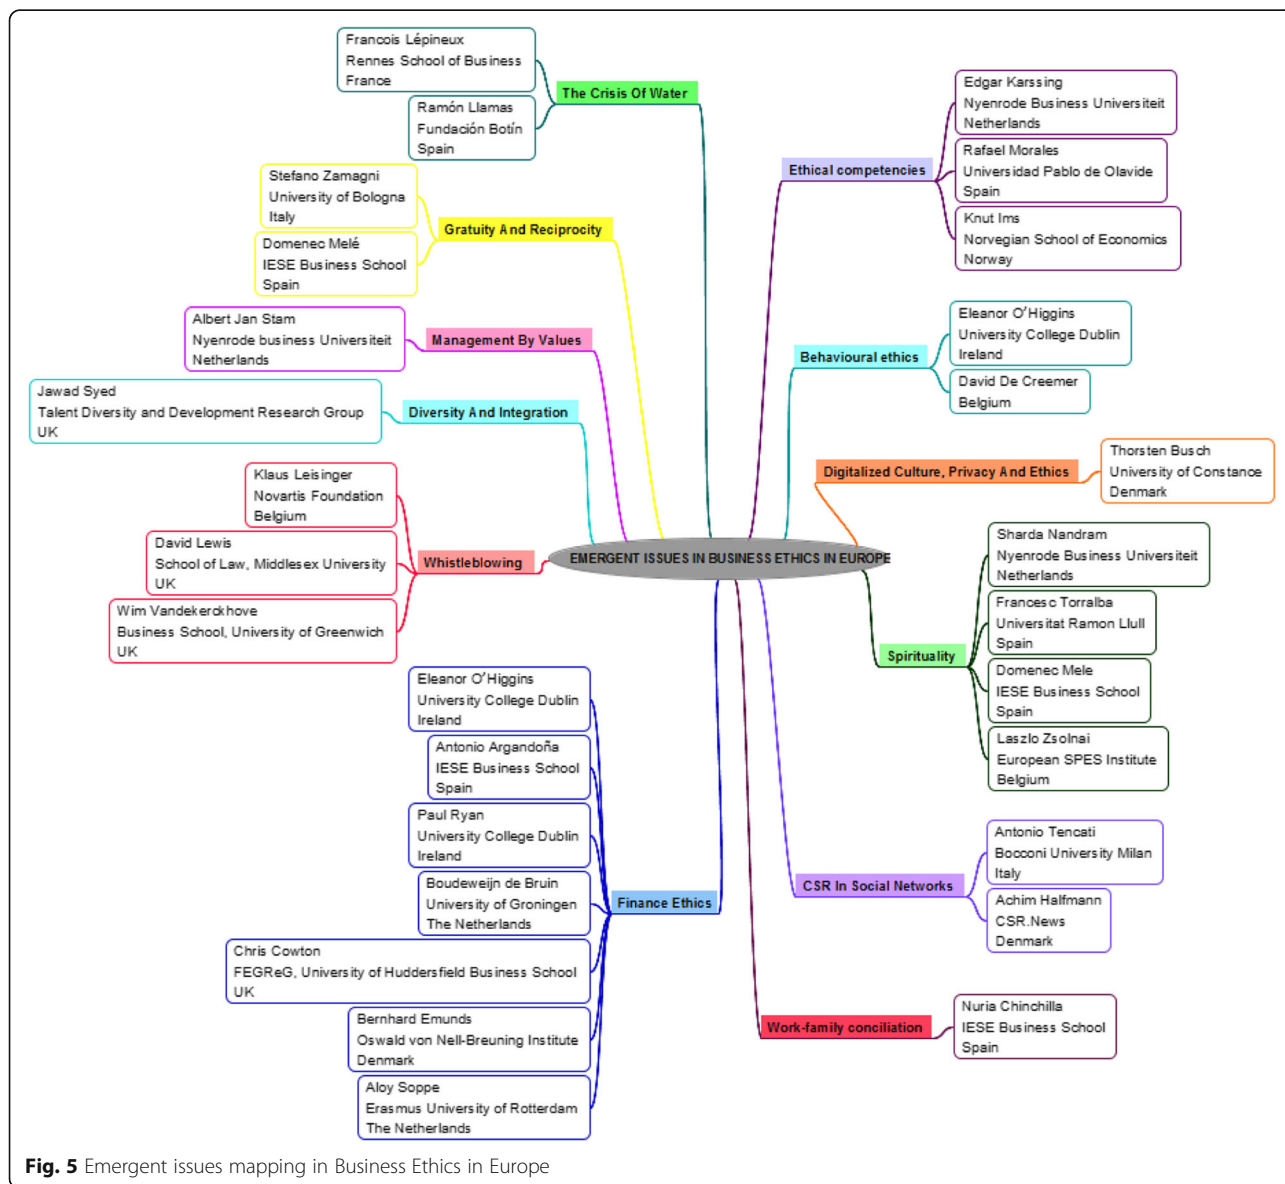 Francois Lépineux
Rennes School of Business
France
Ramón Llamas
Fundación Botín
Spain
The Crisis Of Water
Stefano Zamagni
University of Bologna
Italy
Domenec Melé
IESE Business School
Spain
Gratuity And Reciprocity
Albert Jan Stam
Nyenrode business Universiteit
Netherlands
Management By Values
Jawad Syed
Talent Diversity and Development Research Group
UK
Diversity And Integration
Klaus Leisinger
Novartis Foundation
Belgium
David Lewis
School of Law, Middlesex University
UK
Wim Vandekerckhove
Business School, University of Greenwich
UK
Whistleblowing
Eleanor O'Higgins
University College Dublin
Ireland
Antonio Argandoña
IESE Business School
Spain
Paul Ryan
University College Dublin
Ireland
Boudeweijn de Bruin
University of Groningen
The Netherlands
Chris Cowton
FEGReG, University of Huddersfield Business School
UK
Bernhard Emunds
Oswald von Nell-Breuning Institute
Denmark
Aloy Soppe
Erasmus University of Rotterdam
The Netherlands
Finance Ethics
EMERGENT ISSUES IN BUSINESS ETHICS IN EUROPE
Ethical competencies
Edgar Karssing
Nyenrode Business Universiteit
Netherlands
Rafael Morales
Universidad Pablo de Olavide
Spain
Knut Ims
Norvegian School of Economics
Norway
Behavioural ethics
Eleanor O'Higgins
University College Dublin
Ireland
David De Creemer
Belgium
Digitalized Culture, Privacy And Ethics
Thorsten Busch
University of Constance
Denmark
Spirituality
Sharda Nandram
Nyenrode Business Universiteit
Netherlands
Francesc Torralba
Universitat Ramon Llull
Spain
Domenec Mele
IESE Business School
Spain
Laszlo Zsolnai
European SPES Institute
Belgium
CSR In Social Networks
Antonio Tencati
Bocconi University Milan
Italy
Achim Halfmann
CSR.News
Denmark
Work-family conciliation
Nuria Chinchilla
IESE Business School
Spain
Fig. 5 Emergent issues mapping in Business Ethics in Europe